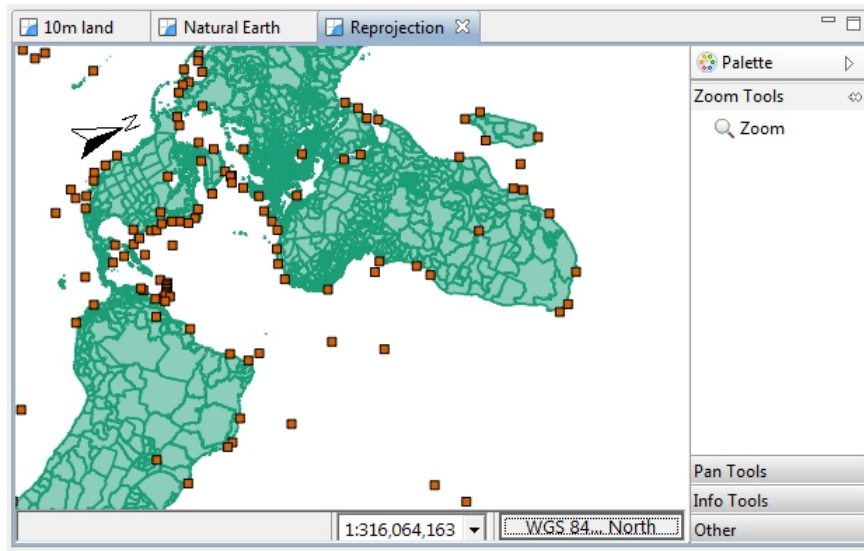 10m land
Natural Earth
Reprojection
Palette
Zoom Tools
Zoom
N
Pan Tools
Info Tools
1:316,064,163
WGS 84... North
Other